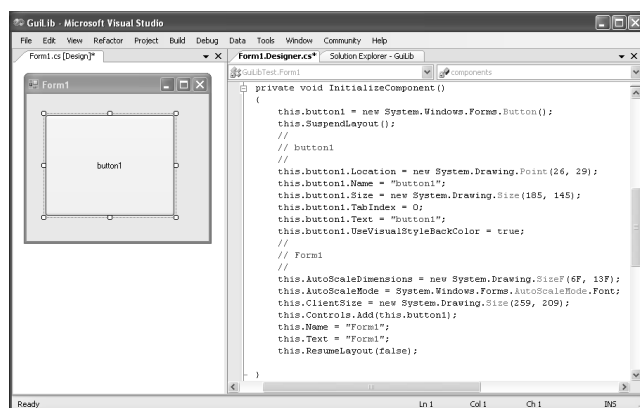 GuiLib - Microsoft Visual Studio
File Edit View Refactor Project Build Debug Data Tools Window Community Help
Form1.cs [Design]*
Form1
button1
Form1.Designer.cs* Solution Explorer - GuiLib
GuiLibTest.Form1 components
private void InitializeComponent()
{
this.button1 = new System.Windows.Forms.Button();
this.SuspendLayout();
//
// button1
//
this.button1.Location = new System.Drawing.Point(26, 29);
this.button1.Name = "button1";
this.button1.Size = new System.Drawing.Size(185, 145);
this.button1.TabIndex = 0;
this.button1.Text = "button1";
this.button1.UseVisualStyleBackColor = true;
//
// Form1
//
this.AutoScaleDimensions = new System.Drawing.SizeF(6F, 13F);
this.AutoScaleMode = System.Windows.Forms.AutoScaleMode.Font;
this.ClientSize = new System.Drawing.Size(259, 209);
this.Controls.Add(this.button1);
this.Name = "Form1";
this.Text = "Form1";
this.ResumeLayout(false);
}
Ready Ln 1 Col 1 Ch 1 INS